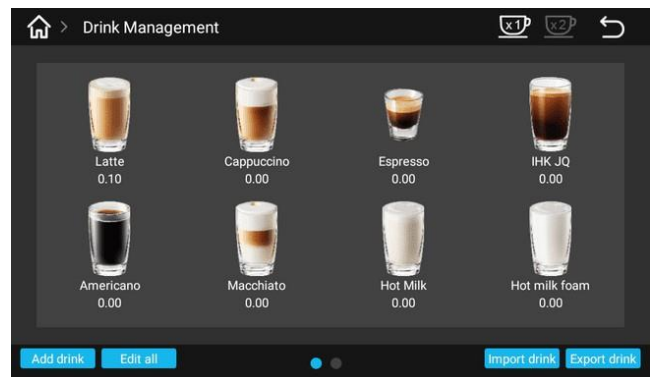 > Drink Management
x1 x2
Latte
0.10
Cappuccino
0.00
Espresso
0.00
IHK JQ
0.00
Americano
0.00
Macchiato
0.00
Hot Milk
0.00
Hot milk foam
0.00
Add drink
Edit all
Import drink
Export drink